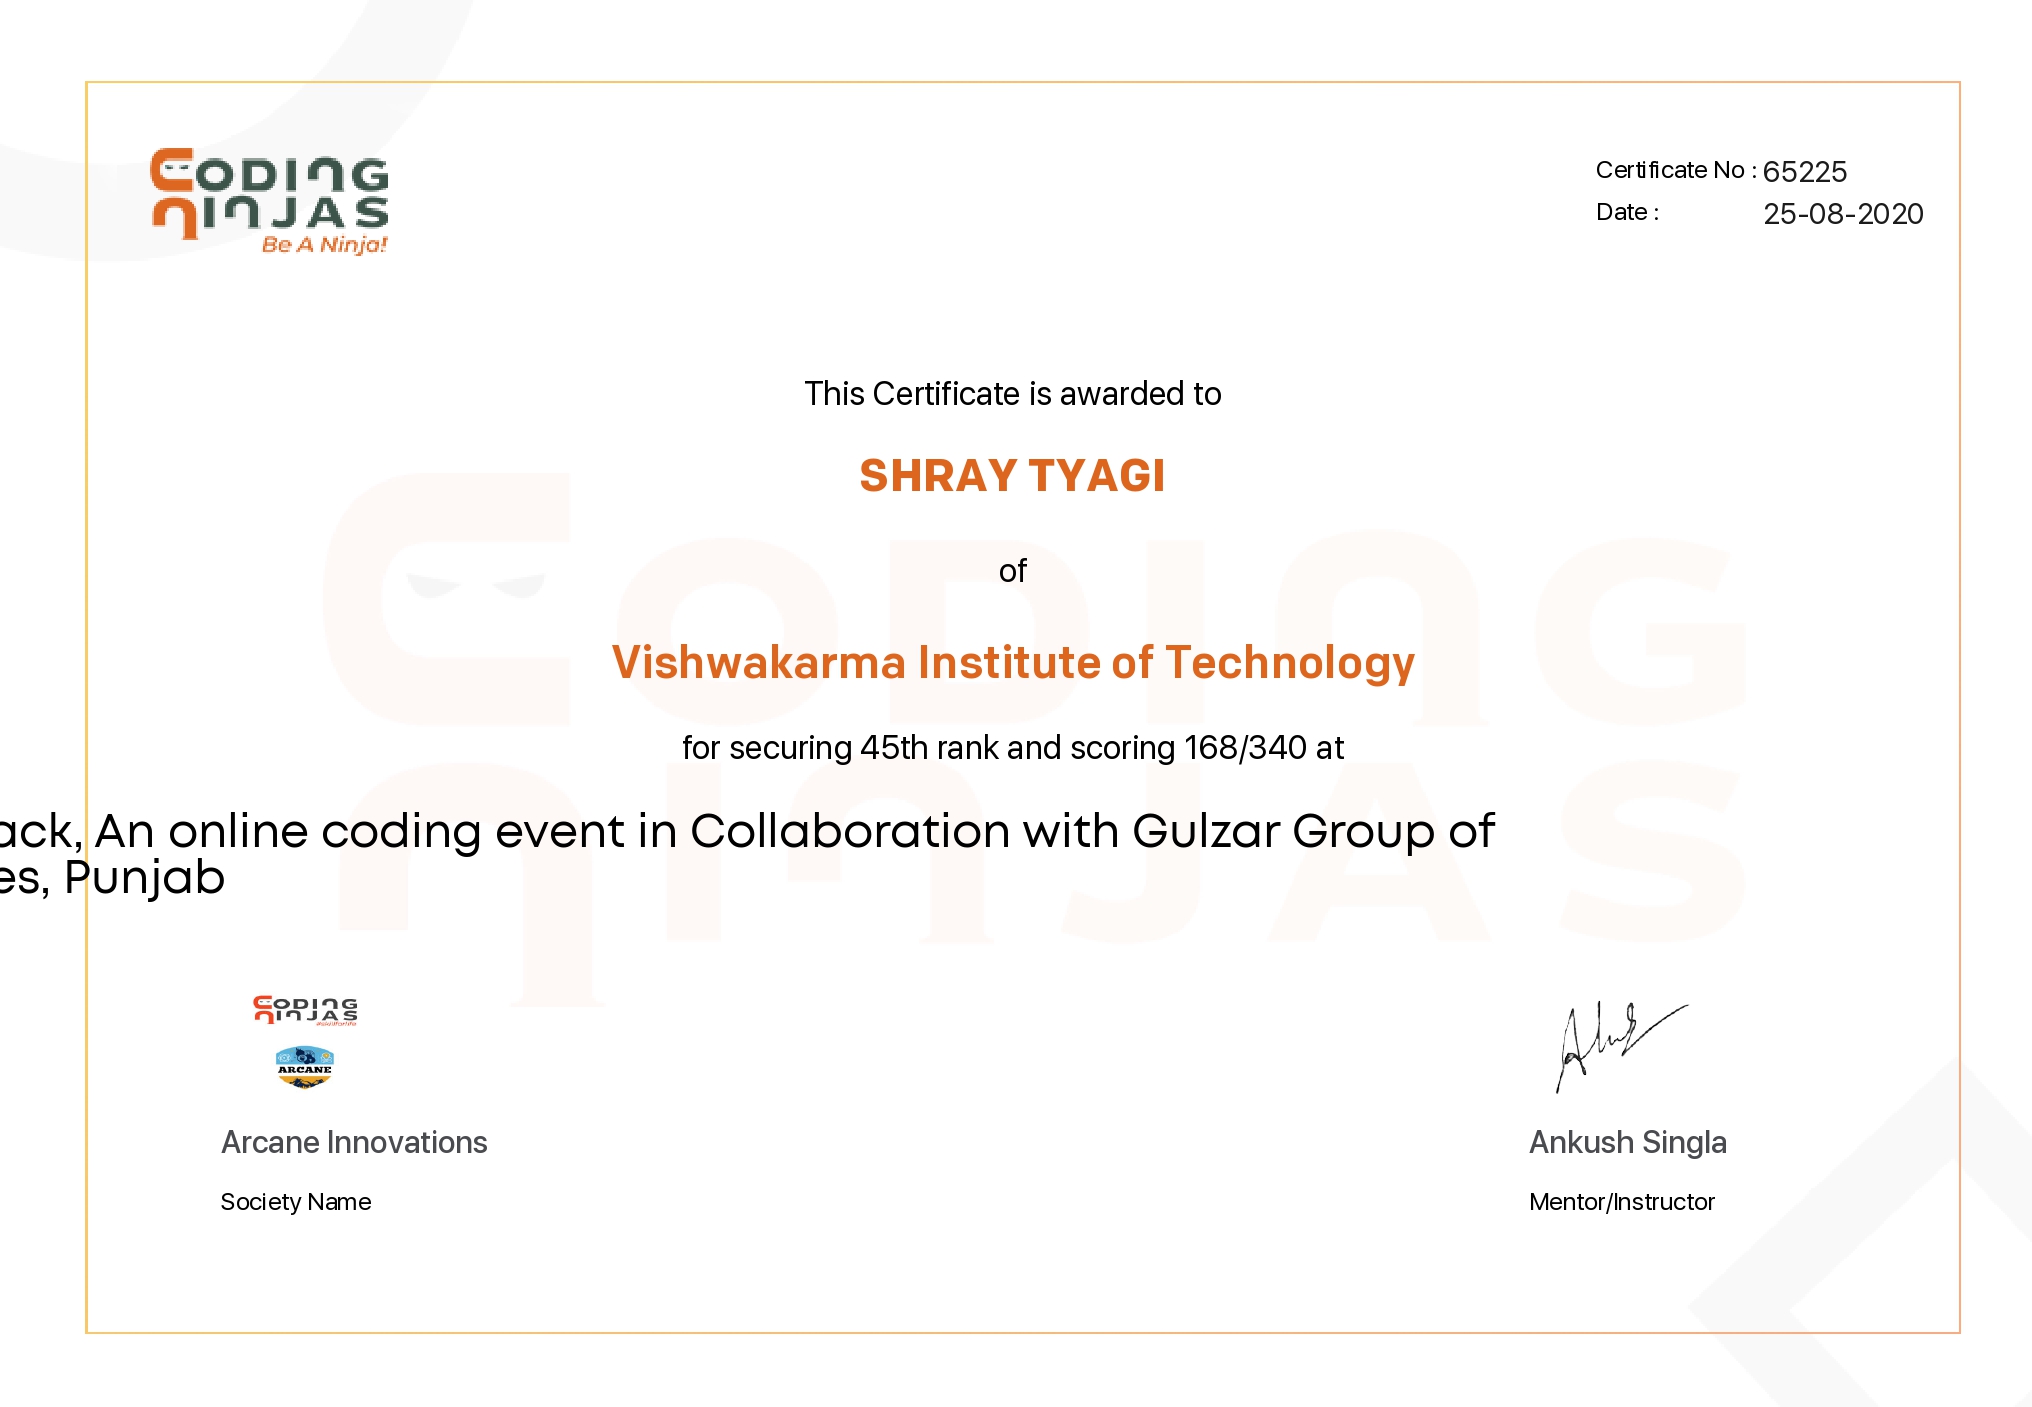 CODING
NINJAS
Be A Ninja!
Certificate No : 65225
Date : 25-08-2020
This Certificate is awarded to
SHRAY TYAGI
of
Vishwakarma Institute of Technology
for securing 45th rank and scoring 168/340 at
ack, An online coding event in Collaboration with Gulzar Group of
es, Punjab
CODING
NINJAS
CODING
NINJAS
ARCANE
Arcane Innovations
Society Name
Ankush Singla
Mentor/Instructor